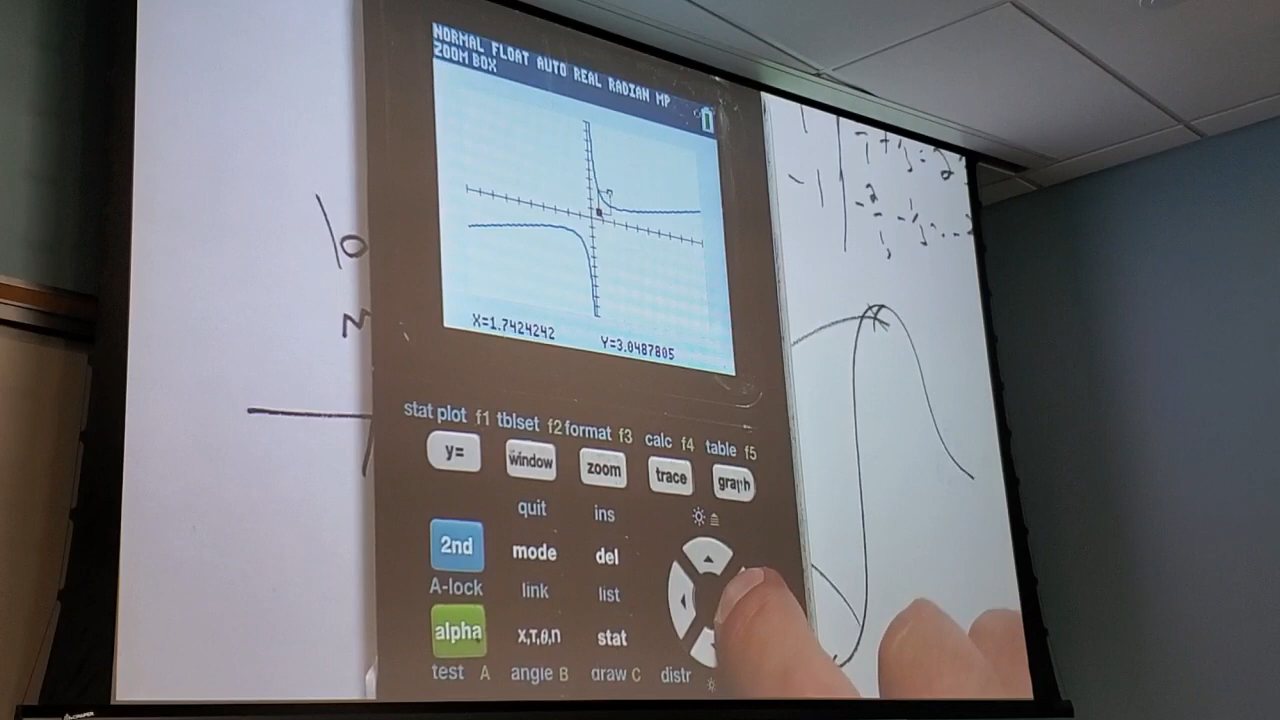 NORMAL FLOAT AUTO REAL RADIAN MP
ZOOM BOX
X=1.7424242 Y=3.0487805
stat plot f1 tblset f2 format f3 calc f4 table f5
y= window zoom trace graph
quit ins
2nd mode del
A-lock link list
alpha X,T,θ,n stat
test A angle B draw C distr